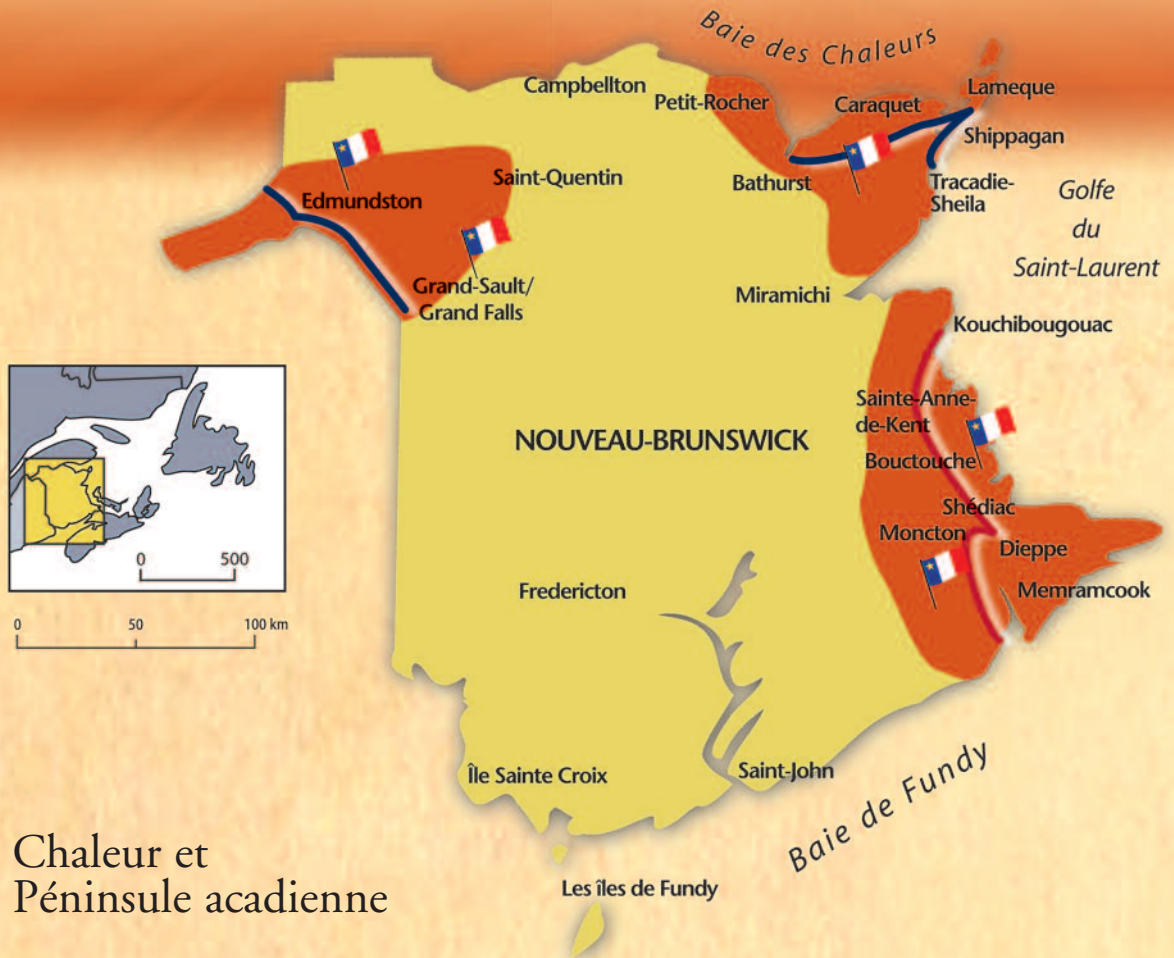 Baie des Chaleurs
Campbellton
Petit-Rocher
Caraquet
Lameque
Shippagan
Bathurst
Tracadie-
Sheila
Golfe
du
Saint-Laurent
Saint-Quentin
Edmundston
Grand-Sault/
Grand Falls
Miramichi
Kouchibougouac
Sainte-Anne-
de-Kent
Bouctouche
NOUVEAU-BRUNSWICK
Shédiac
Moncton
Dieppe
Memramcook
0 500
0 50 100 km
Fredericton
Île Sainte Croix
Saint-John
Baie de Fundy
Les îles de Fundy
Chaleur et
Péninsule acadienne